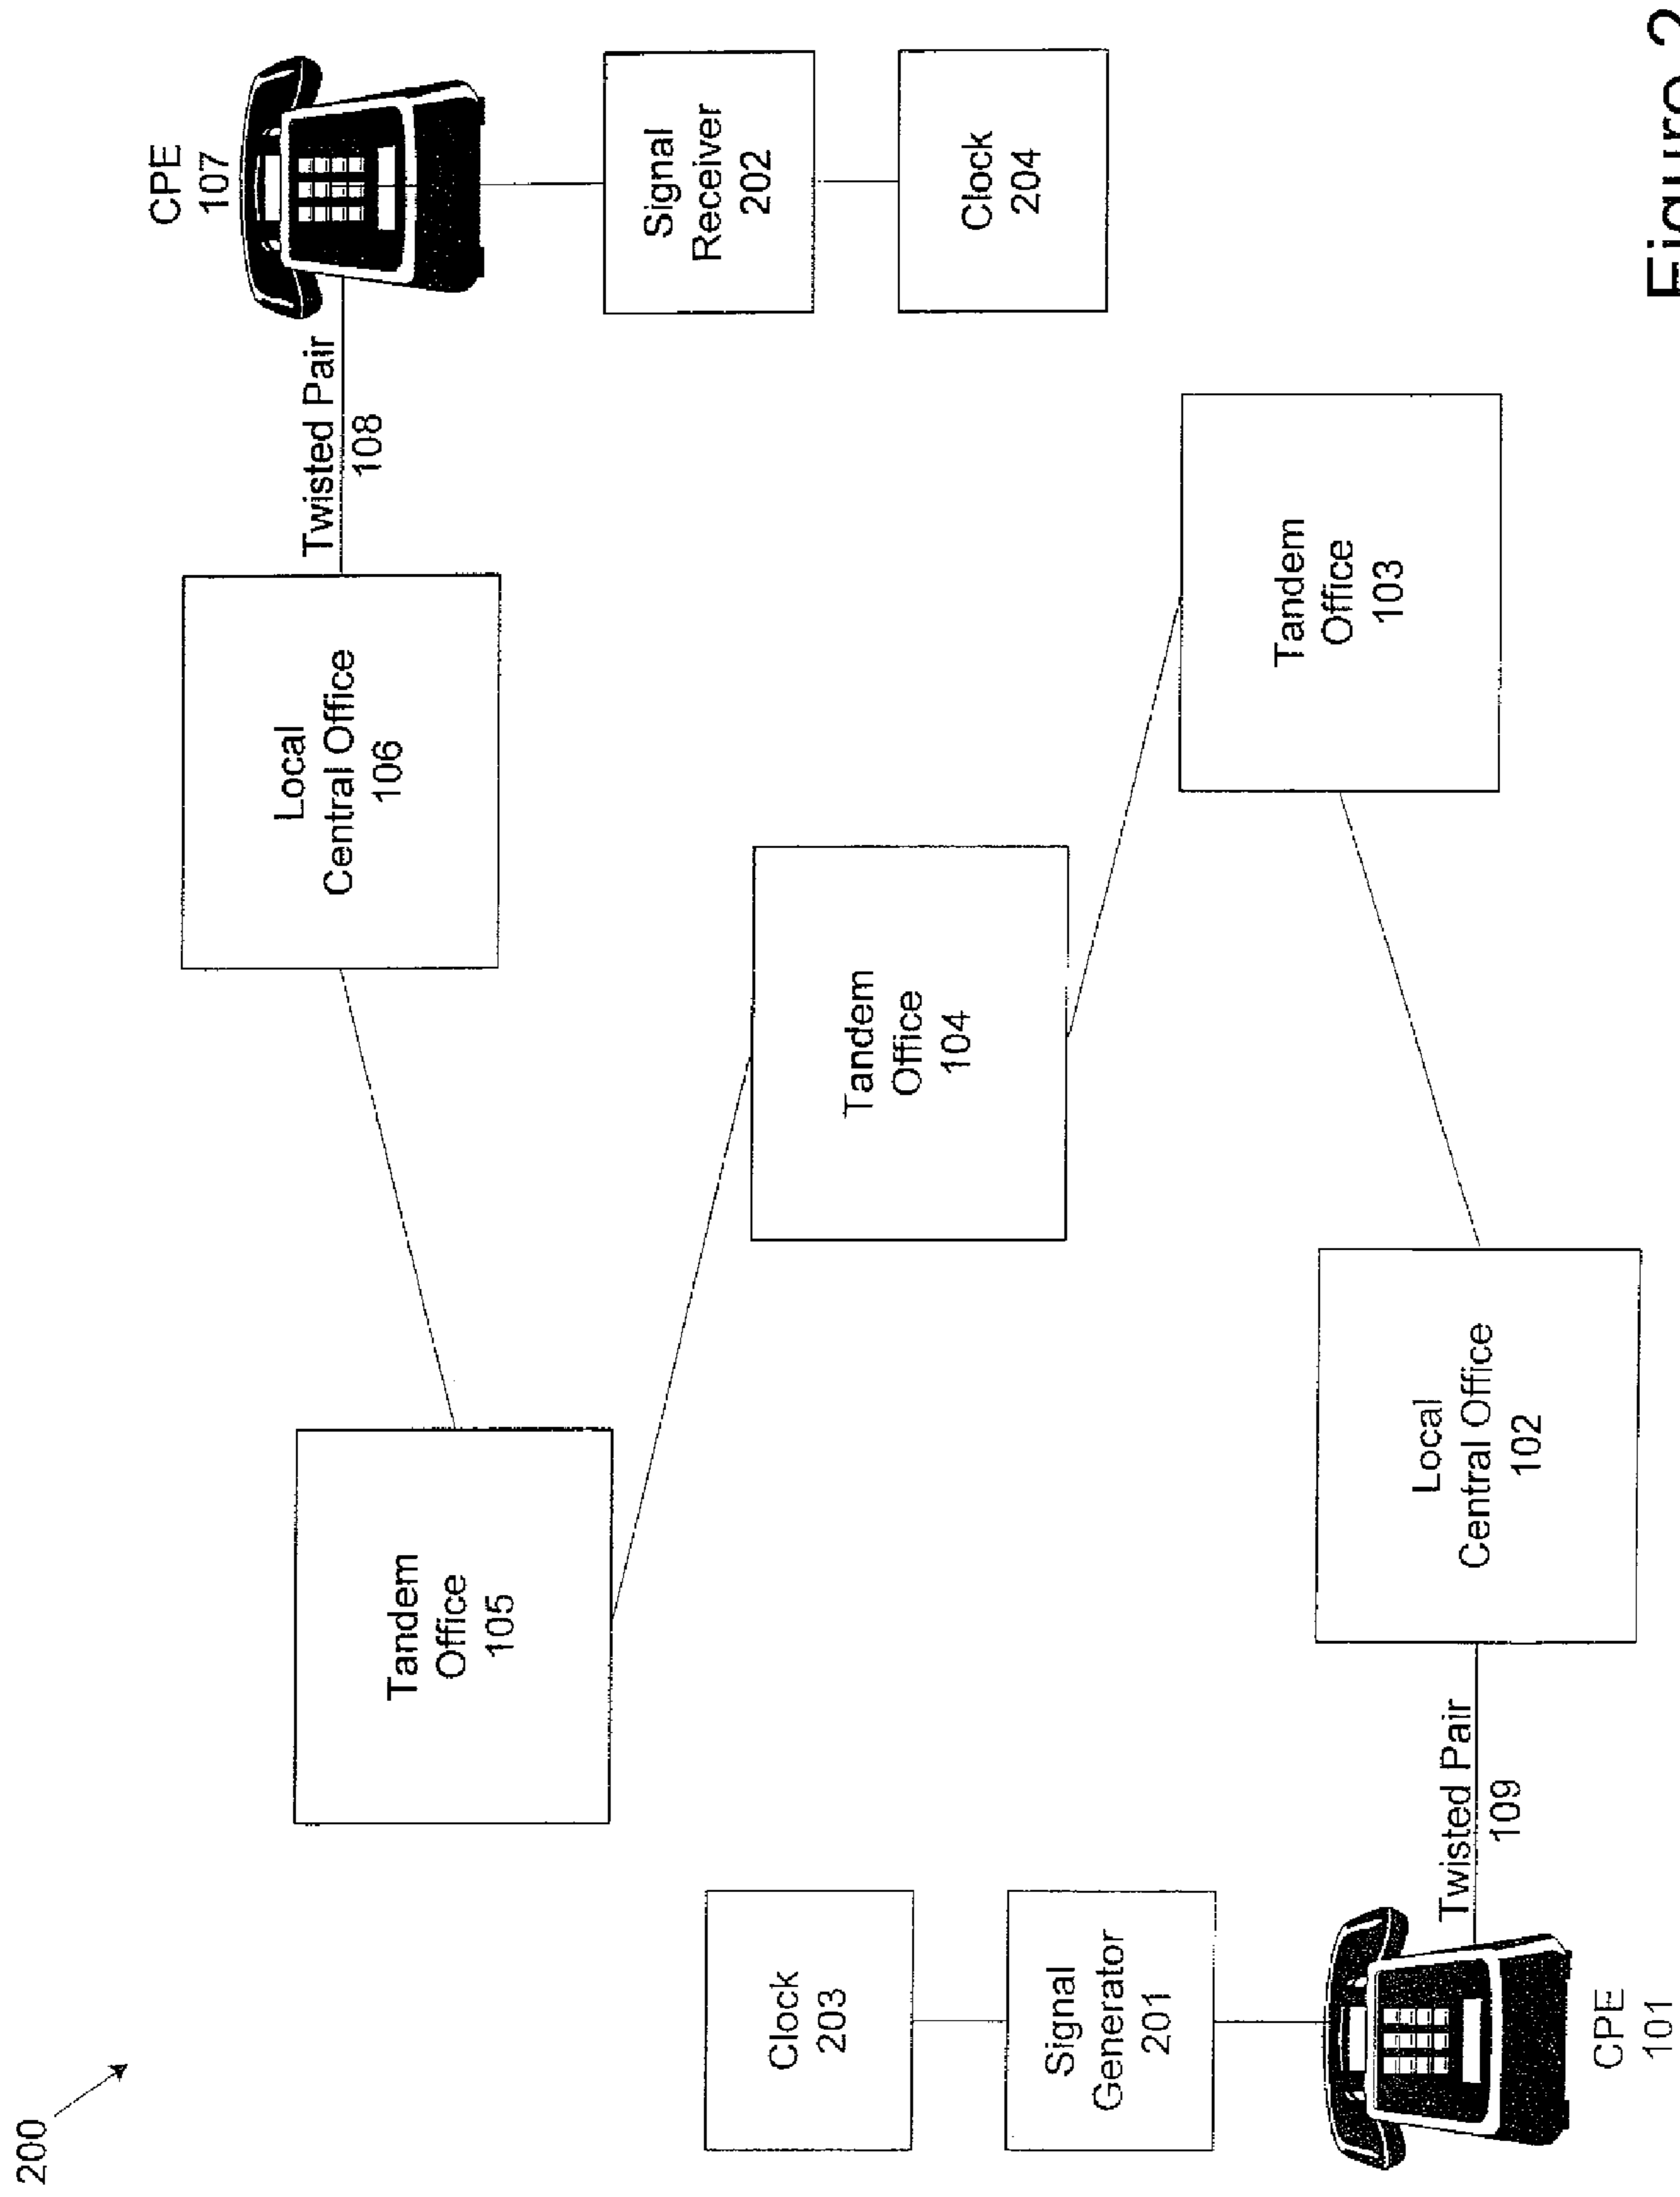 200
CPE
107
Local
Central Office
106
Twisted Pair
108
Tandem
Office
105
Signal
Receiver
202
Clock
203
Tandem
Office
104
Clock
204
Signal
Generator
201
Tandem
Office
103
Local
Central Office
102
Twisted Pair
109
CPE
101
Figure 2